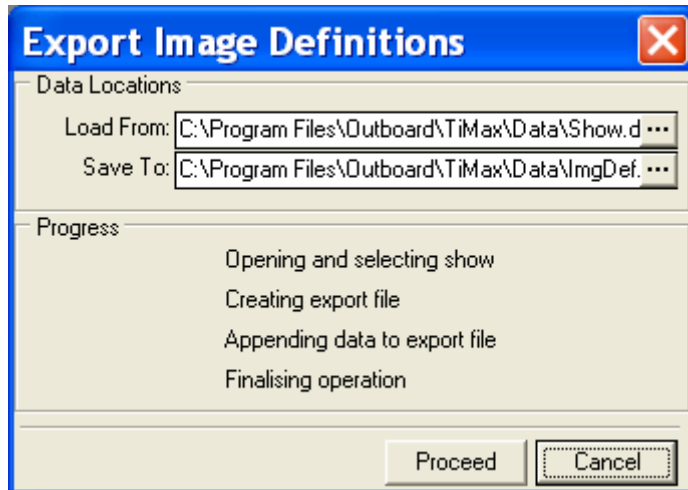 Export Image Definitions
Data Locations
Load From: C:\Program Files\Outboard\TiMax\Data\Show.d ...
Save To: C:\Program Files\Outboard\TiMax\Data\ImgDef. ...
Progress
Opening and selecting show
Creating export file
Appending data to export file
Finalising operation
Proceed Cancel